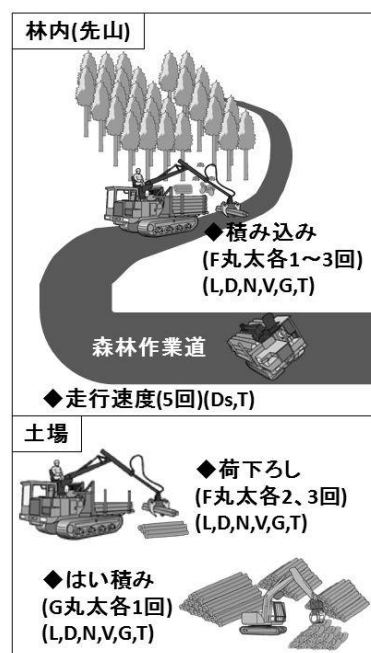 林内(先山)
◆積み込み
(F丸太各1～3回)
(L,D,N,V,G,T)
森林作業道
◆走行速度(5回)(Ds,T)
土場
◆荷下ろし
(F丸太各2、3回)
(L,D,N,V,G,T)
◆はい積み
(G丸太各1回)
(L,D,N,V,G,T)